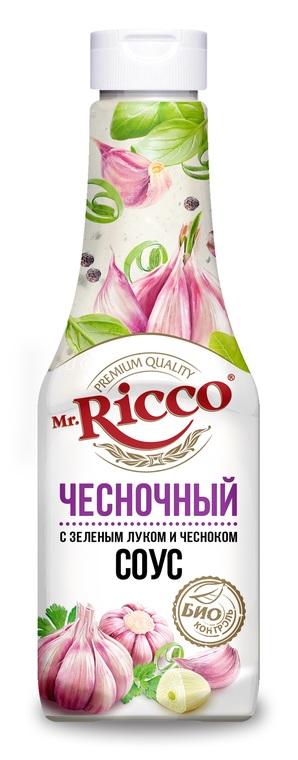 PREMIUM QUALITY
Mr. Ricco®
ЧЕСНОЧНЫЙ
С ЗЕЛЕНЫМ ЛУКОМ И ЧЕСНОКОМ
СОУС
БИО
КОНТРОЛЬ